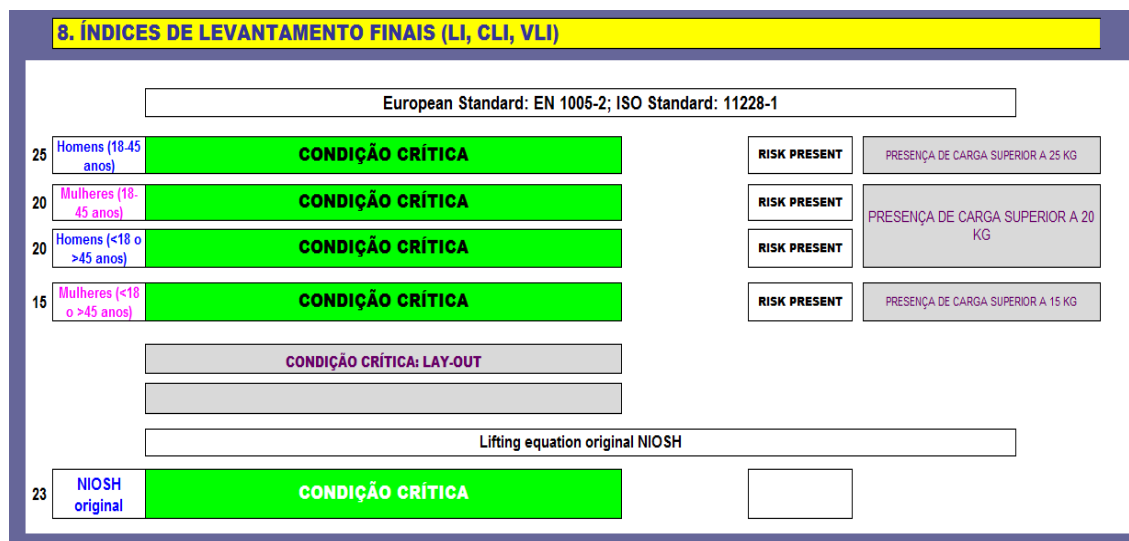 8. ÍNDICES DE LEVANTAMENTO FINAIS (LI, CLI, VLI)
European Standard: EN 1005-2; ISO Standard: 11228-1
25 Homens (18-45 anos) CONDIÇÃO CRÍTICA RISK PRESENT PRESENÇA DE CARGA SUPERIOR A 25 KG
20 Mulheres (18-45 anos) CONDIÇÃO CRÍTICA RISK PRESENT PRESENÇA DE CARGA SUPERIOR A 20 KG
20 Homens (<18 o >45 anos) CONDIÇÃO CRÍTICA RISK PRESENT
15 Mulheres (<18 o >45 anos) CONDIÇÃO CRÍTICA RISK PRESENT PRESENÇA DE CARGA SUPERIOR A 15 KG
CONDIÇÃO CRÍTICA: LAY-OUT
Lifting equation original NIOSH
23 NIOSH original CONDIÇÃO CRÍTICA